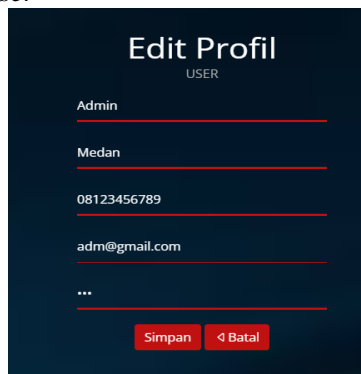 Edit Profil
USER
Admin
Medan
08123456789
adm@gmail.com
•••
Simpan
Batal